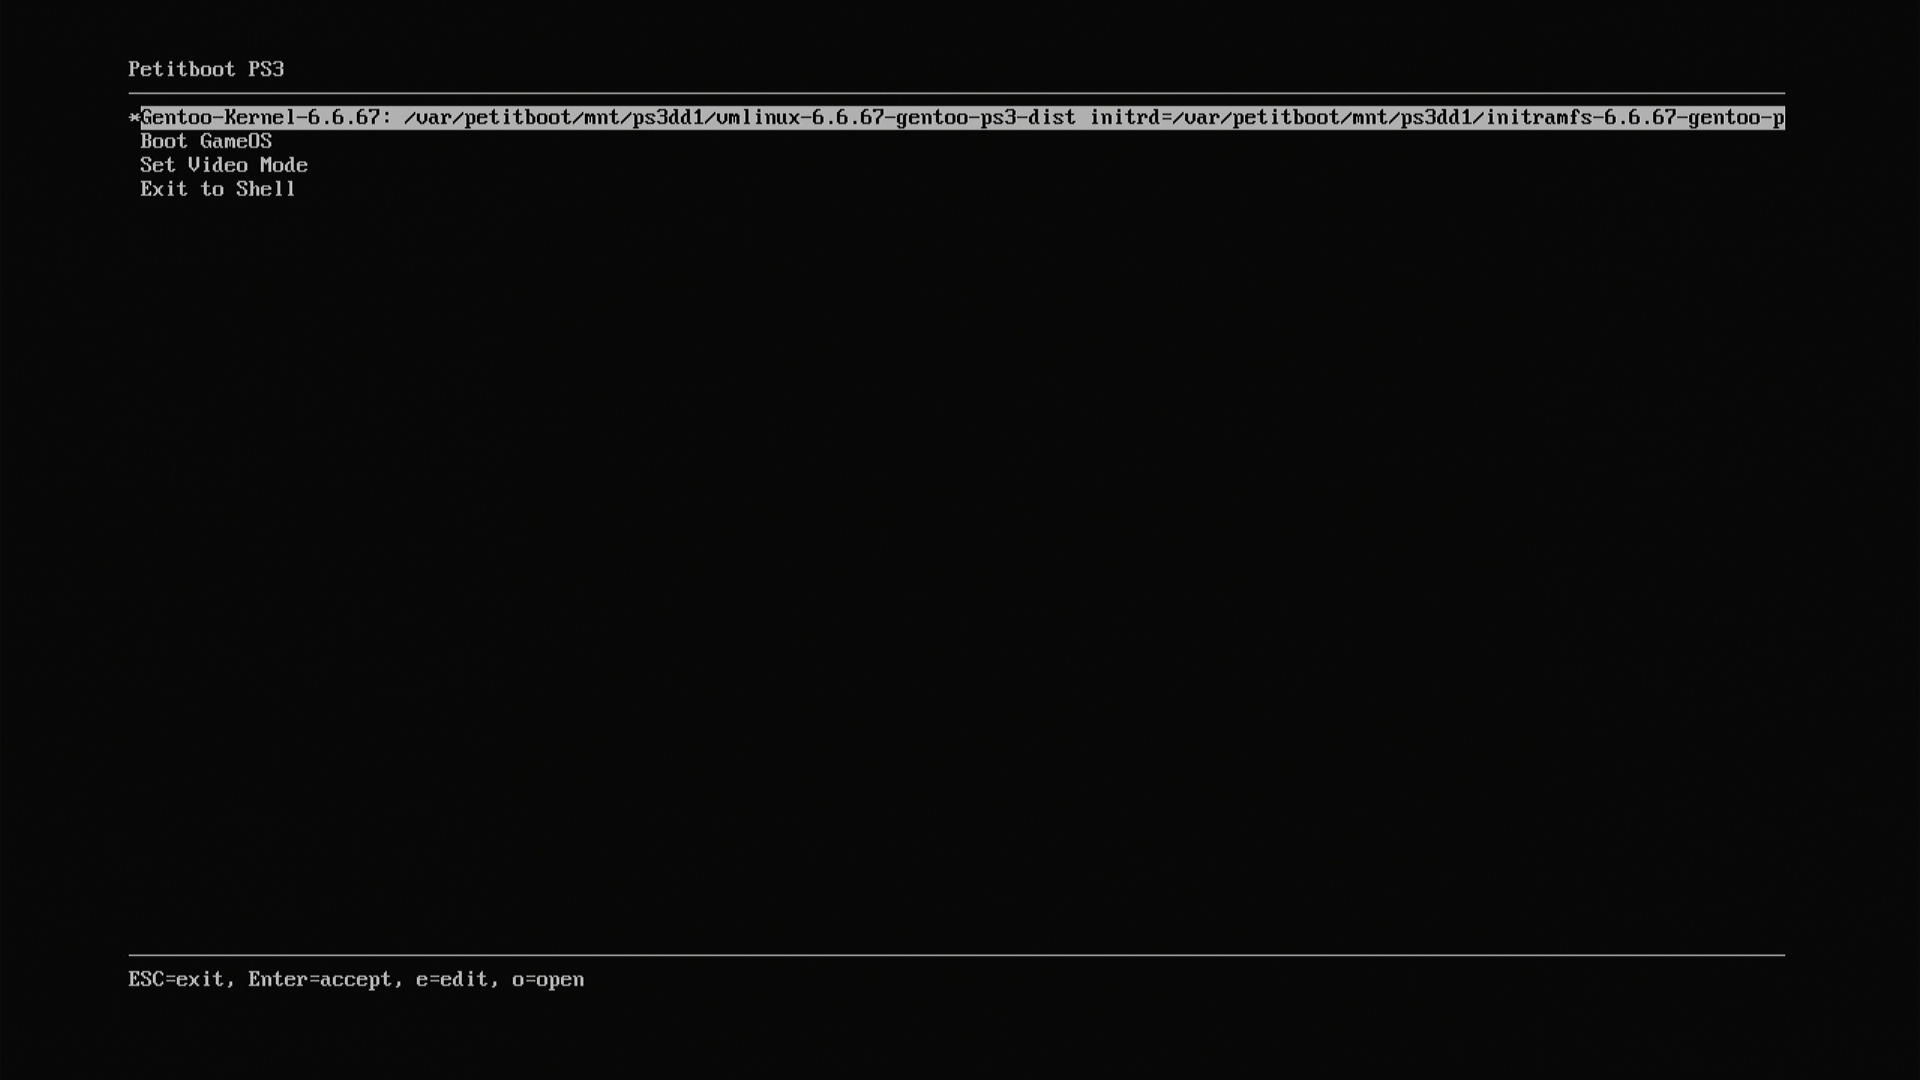 Petitboot PS3
*Gentoo-Kernel-6.6.67: /var/petitboot/mnt/ps3dd1/vmlinux-6.6.67-gentoo-ps3-dist initrd=/var/petitboot/mnt/ps3dd1/initramfs-6.6.67-gentoo-p
Boot GameOS
Set Video Mode
Exit to Shell
ESC=exit, Enter=accept, e=edit, o=open